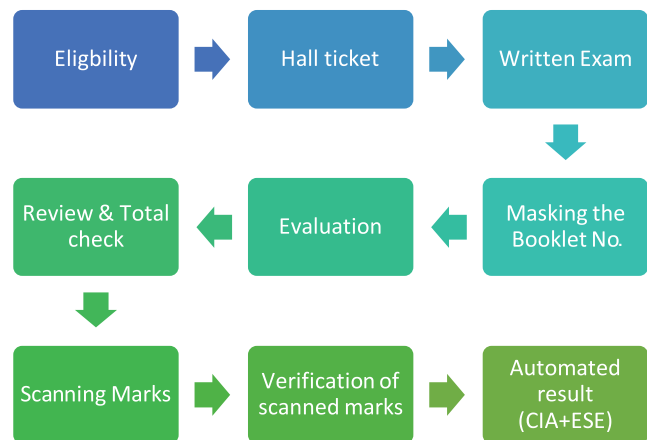 Eligbility
Hall ticket
Written Exam
Masking the
Booklet No.
Evaluation
Review & Total
check
Scanning Marks
Verification of
scanned marks
Automated
result
(CIA+ESE)